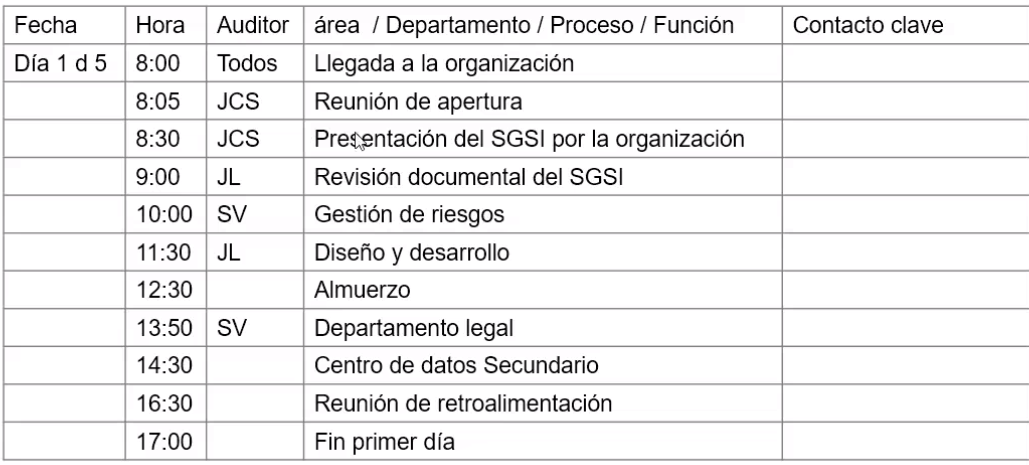 Fecha Hora Auditor área / Departamento / Proceso / Función Contacto clave
Día 1 d 5 8:00 Todos Llegada a la organización
8:05 JCS Reunión de apertura
8:30 JCS Presentación del SGSI por la organización
9:00 JL Revisión documental del SGSI
10:00 SV Gestión de riesgos
11:30 JL Diseño y desarrollo
12:30 Almuerzo
13:50 SV Departamento legal
14:30 Centro de datos Secundario
16:30 Reunión de retroalimentación
17:00 Fin primer día